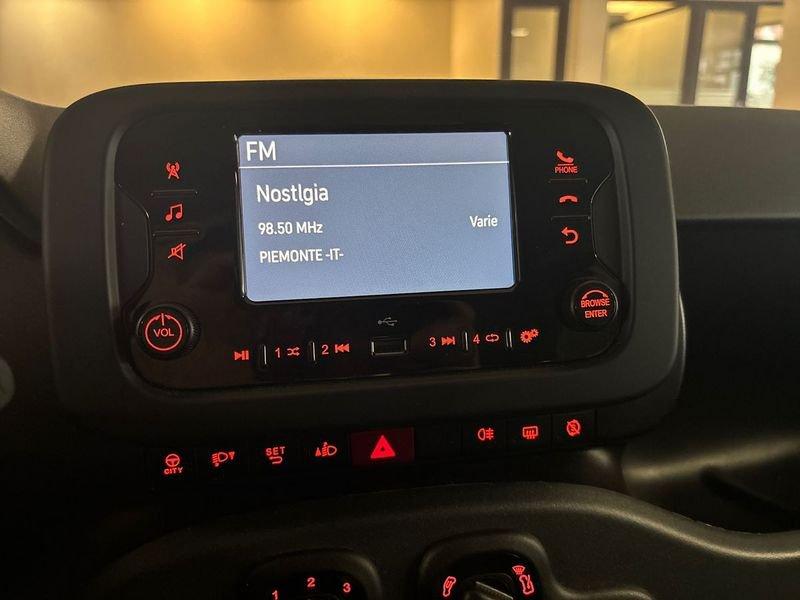 FM
Nostlgia
98.50 MHz
Varie
PIEMONTE -IT-
PHONE
VOL
BROWSE
ENTER
1
2
3
4
CITY
SET
1
2
3